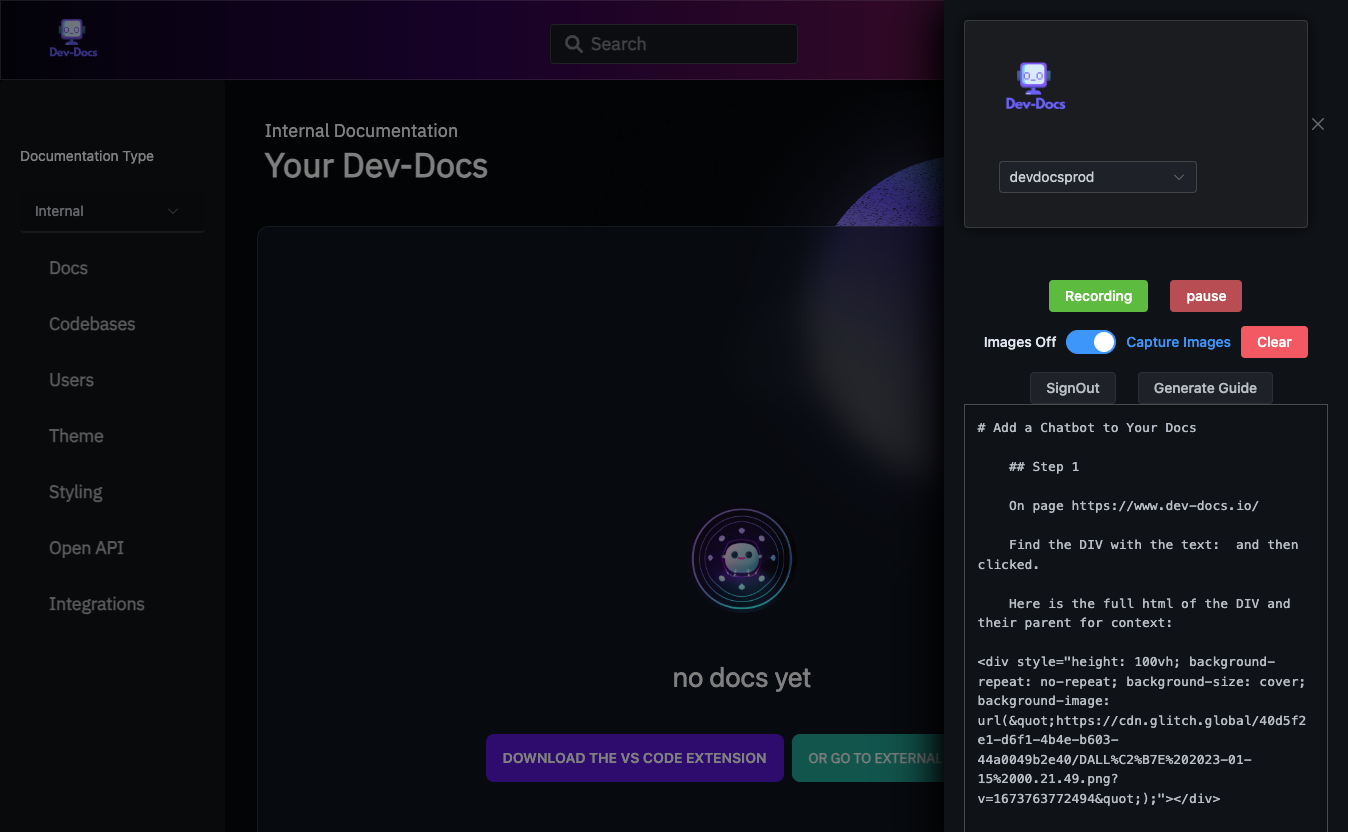 Dev-Docs
Search
Documentation Type
Internal
Docs
Codebases
Users
Theme
Styling
Open API
Integrations
Internal Documentation
Your Dev-Docs
no docs yet
DOWNLOAD THE VS CODE EXTENSION
OR GO TO EXTERNAL
Dev-Docs
devdocsprod
Recording
pause
Images Off
Capture Images
Clear
SignOut
Generate Guide
# Add a Chatbot to Your Docs
## Step 1
On page https://www.dev-docs.io/
Find the DIV with the text:  and then
clicked.
Here is the full html of the DIV and
their parent for context:
<div style="height: 100vh; background-
repeat: no-repeat; background-size: cover;
background-image:
url(&quot;https://cdn.glitch.global/40d5f2
e1-d6f1-4b4e-b603-
44a0049b2e40/DALL%C2%B7E%202023-01-
15%2000.21.49.png?
v=1673763772494&quot;);"></div>